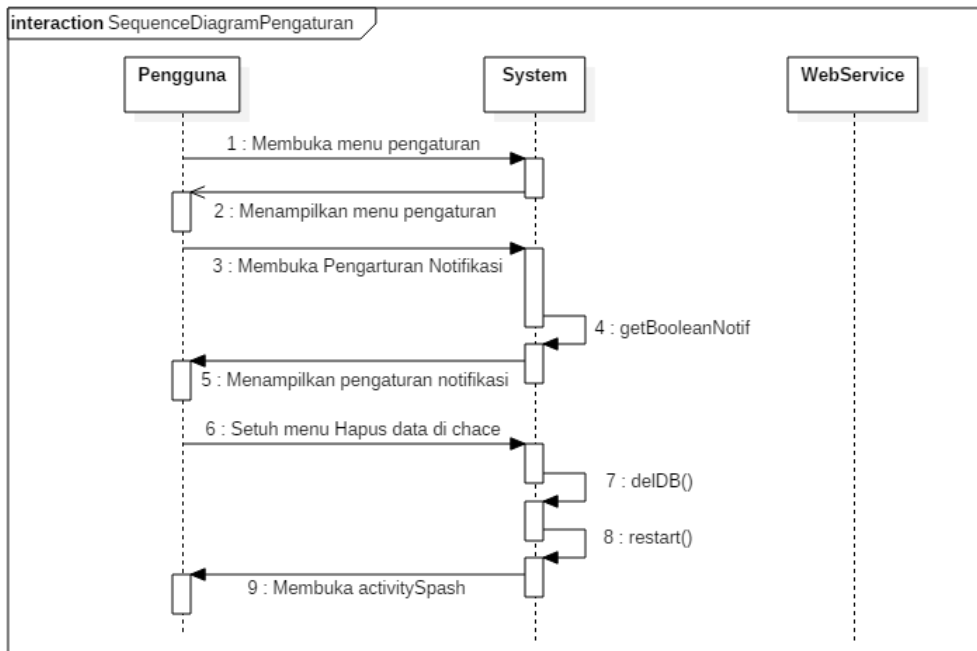 interaction SequenceDiagramPengaturan
Pengguna
System
WebService
1 : Membuka menu pengaturan
2 : Menampilkan menu pengaturan
3 : Membuka Pengarturan Notifikasi
4 : getBooleanNotif
5 : Menampilkan pengaturan notifikasi
6 : Setuh menu Hapus data di chace
7 : delDB()
8 : restart()
9 : Membuka activitySpash